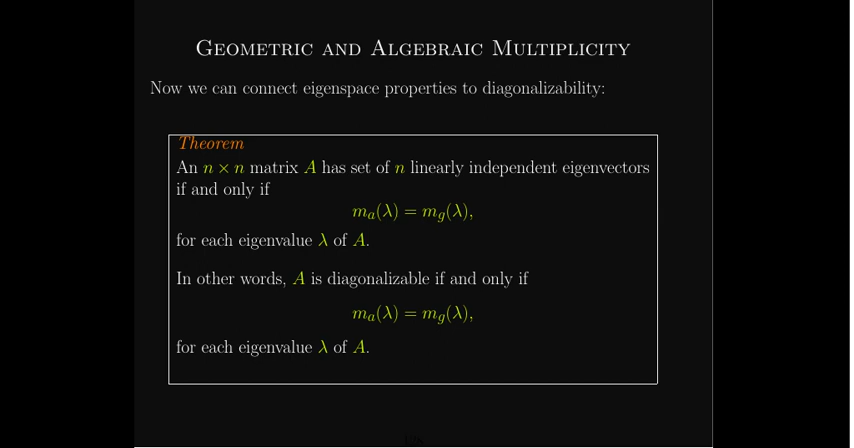 Geometric and Algebraic Multiplicity
Now we can connect eigenspace properties to diagonalizability:
Theorem
An n × n matrix A has set of n linearly independent eigenvectors
if and only if
mₐ(λ) = m_g(λ),
for each eigenvalue λ of A.
In other words, A is diagonalizable if and only if
mₐ(λ) = m_g(λ),
for each eigenvalue λ of A.